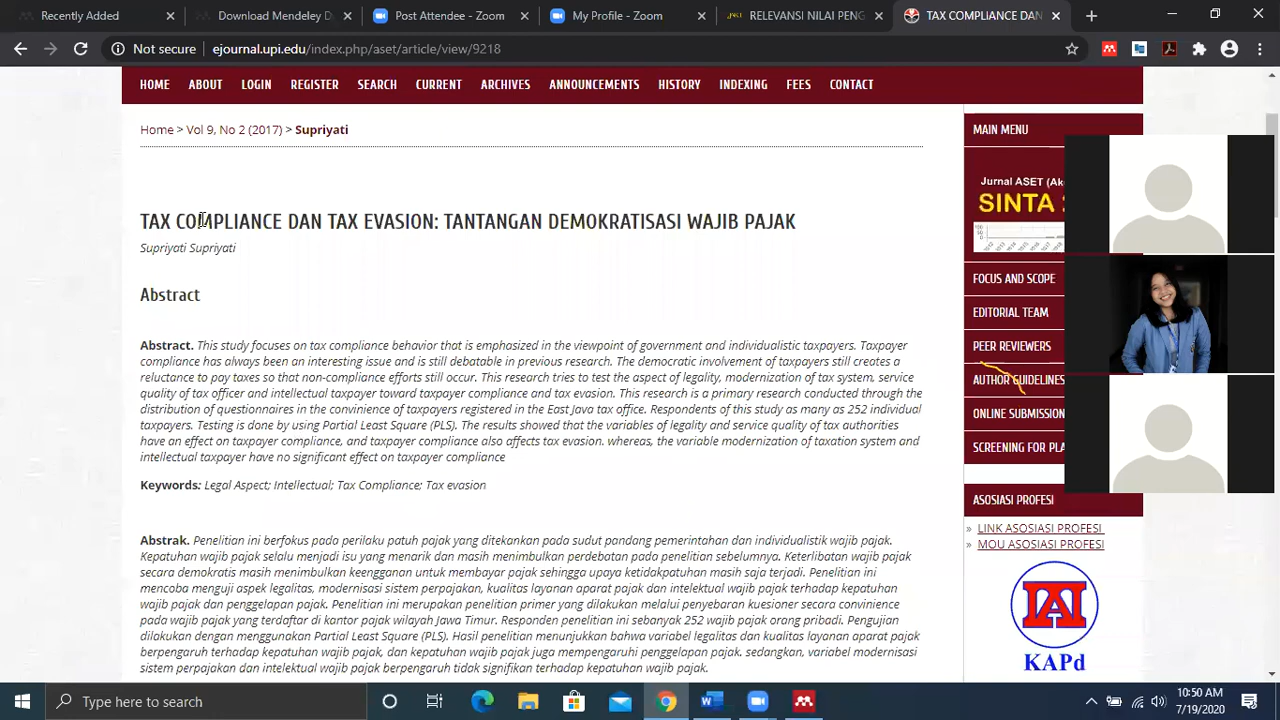 Recently Added
Download Mendeley D
Post Attendee - Zoom
My Profile - Zoom
RELEVANSI NILAI PENG
TAX COMPLIANCE DAN
Not secure
ejournal.upi.edu/index.php/aset/article/view/9218
HOME ABOUT LOGIN REGISTER SEARCH CURRENT ARCHIVES ANNOUNCEMENTS HISTORY INDEXING FEES CONTACT
Home > Vol 9, No 2 (2017) > Supriyati
TAX COMPLIANCE DAN TAX EVASION: TANTANGAN DEMOKRATISASI WAJIB PAJAK
Supriyati Supriyati
Abstract
Abstract. This study focuses on tax compliance behavior that is emphasized in the viewpoint of government and individualistic taxpayers. Taxpayer
compliance has always been an interesting issue and is still debatable in previous research. The democratic involvement of taxpayers still creates a
reluctance to pay taxes so that non-compliance efforts still occur. This research tries to test the aspect of legality, modernization of tax system, service
quality of tax officer and intellectual taxpayer toward taxpayer compliance and tax evasion. This research is a primary research conducted through the
distribution of questionnaires in the convinience of taxpayers registered in the East Java tax office. Respondents of this study as many as 252 individual
taxpayers. Testing is done by using Partial Least Square (PLS). The results showed that the variables of legality and service quality of tax authorities
have an effect on taxpayer compliance, and taxpayer compliance also affects tax evasion. whereas, the variable modernization of taxation system and
intellectual taxpayer have no significant effect on taxpayer compliance
Keywords: Legal Aspect; Intellectual; Tax Compliance; Tax evasion
Abstrak. Penelitian ini berfokus pada perilaku patuh pajak yang ditekankan pada sudut pandang pemerintahan dan individualistik wajib pajak.
Kepatuhan wajib pajak selalu menjadi isu yang menarik dan masih menimbulkan perdebatan pada penelitian sebelumnya. Keterlibatan wajib pajak
secara demokratis masih menimbulkan keengganan untuk membayar pajak sehingga upaya ketidakpatuhan masih saja terjadi. Penelitian ini
mencoba menguji aspek legalitas, modernisasi sistem perpajakan, kualitas layanan aparat pajak dan intelektual wajib pajak terhadap kepatuhan
wajib pajak dan penggelapan pajak. Penelitian ini merupakan penelitian primer yang dilakukan melalui penyebaran kuesioner secara convinience
pada wajib pajak yang terdaftar di kantor pajak wilayah Jawa Timur. Responden penelitian ini sebanyak 252 wajib pajak orang pribadi. Pengujian
dilakukan dengan menggunakan Partial Least Square (PLS). Hasil penelitian menunjukkan bahwa variabel legalitas dan kualitas layanan aparat pajak
berpengaruh terhadap kepatuhan wajib pajak, dan kepatuhan wajib pajak juga mempengaruhi penggelapan pajak. sedangkan, variabel modernisasi
sistem perpajakan dan intelektual wajib pajak berpengaruh tidak signifikan terhadap kepatuhan wajib pajak.
MAIN MENU
Jurnal ASET (Ak
SINTA
FOCUS AND SCOPE
EDITORIAL TEAM
PEER REVIEWERS
AUTHOR GUIDELINES
ONLINE SUBMISSION
SCREENING FOR PLA
ASOSIASI PROFESI
» LINK ASOSIASI PROFESI
» MOU ASOSIASI PROFESI
IAI
KAPd
Type here to search
10:50 AM
7/19/2020